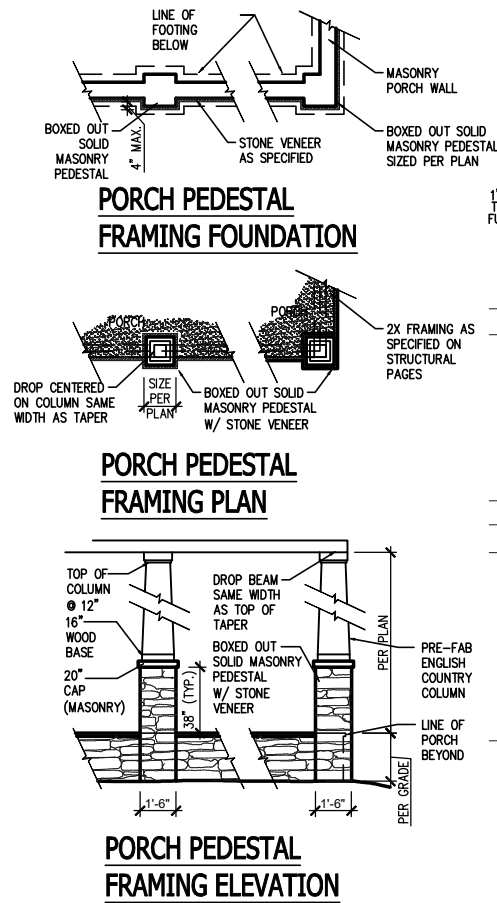 LINE OF
FOOTING
BELOW
MASONRY
PORCH WALL
BOXED OUT
SOLID
MASONRY
PEDESTAL
4" MAX.
STONE VENEER
AS SPECIFIED
BOXED OUT SOLID
MASONRY PEDESTAL
SIZED PER PLAN
PORCH PEDESTAL
FRAMING FOUNDATION
1"
T
FU
PORCH
PORCH
2X FRAMING AS
SPECIFIED ON
STRUCTURAL
PAGES
DROP CENTERED
ON COLUMN SAME
WIDTH AS TAPER
SIZE
PER
PLAN
BOXED OUT SOLID
MASONRY PEDESTAL
W/ STONE VENEER
PORCH PEDESTAL
FRAMING PLAN
TOP OF
COLUMN
@ 12"
16"
WOOD
BASE
20"
CAP
(MASONRY)
DROP BEAM
SAME WIDTH
AS TOP OF
TAPER
BOXED OUT
SOLID MASONRY
PEDESTAL
W/ STONE
VENEER
38" (TYP.)
PER PLAN
PRE-FAB
ENGLISH
COUNTRY
COLUMN
LINE OF
PORCH
BEYOND
PER GRADE
1'-6"
1'-6"
PORCH PEDESTAL
FRAMING ELEVATION